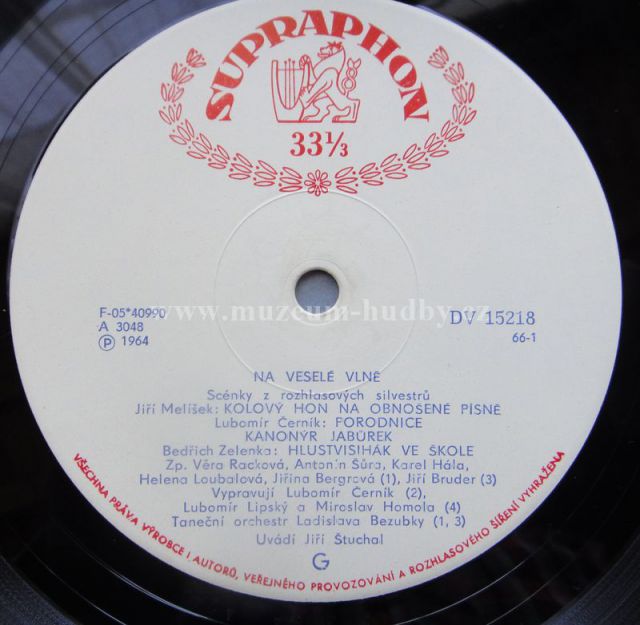 SUPRAPHON
33⅓
F-05*40990
A 3048
Ⓟ 1964
www.muzeum-hudby.cz
DV 15218
66-1
NA VESELÉ VLNĚ
Scénky z rozhlasových silvestrů
Jiří Melíšek: KOLOVÝ HON NA OBNOŠENÉ PÍSNĚ
Lubomír Černík: FORODNICE
KANONÝR JABŮREK
Bedřich Zelenka: HLUSTVISIHÁK VE ŠKOLE
Zp. Věra Racková, Antonín Šůra, Karel Hála,
Helena Loubalová, Jiřina Bergrová (1), Jiří Bruder (3)
Vypravují Lubomír Černík (2),
Lubomír Lipský a Miroslav Homola (4)
Taneční orchestr Ladislava Bezubky (1, 3)
Uvádí Jiří Štuchal
G
VŠECHNA PRÁVA VÝROBCE I AUTORŮ, VEŘEJNÉHO PROVOZOVÁNÍ A ROZHLASOVÉHO ŠÍŘENÍ VYHRAŽENA